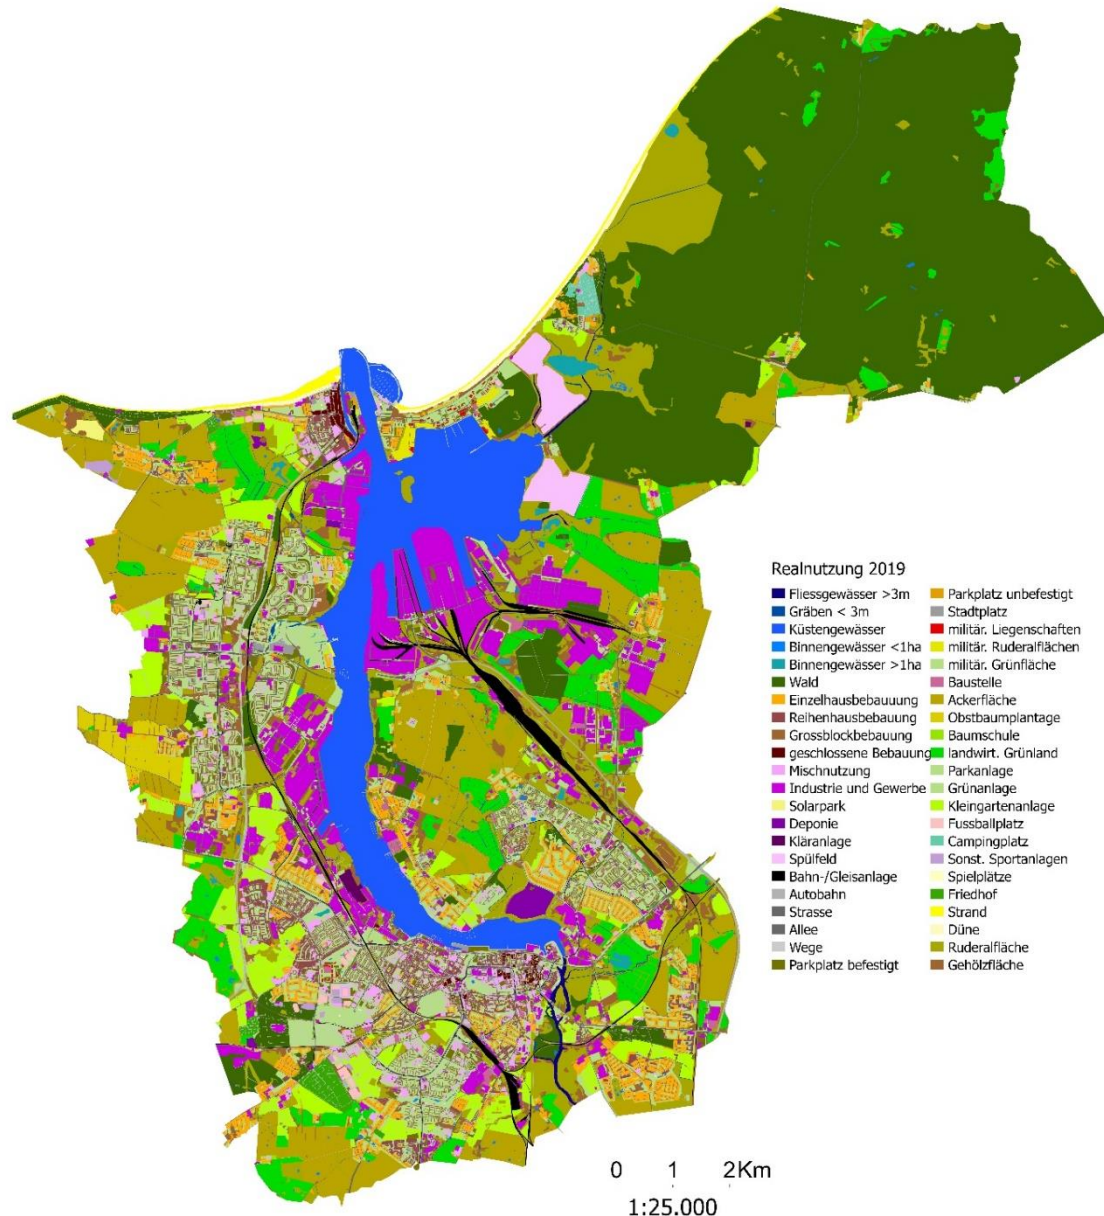 Realnutzung 2019
Fliessgewässer >3m
Gräben < 3m
Küstengewässer
Binnengewässer <1ha
Binnengewässer >1ha
Wald
Einzelhausbebauuung
Reihenhausbebauung
Grossblockbebauung
geschlossene Bebauung
Mischnutzung
Industrie und Gewerbe
Solarpark
Deponie
Kläranlage
Spülfeld
Bahn-/Gleisanlage
Autobahn
Strasse
Allee
Wege
Parkplatz befestigt
Parkplatz unbefestigt
Stadtplatz
militär. Liegenschaften
militär. Ruderalflächen
militär. Grünfläche
Baustelle
Ackerfläche
Obstbaumplantage
Baumschule
landwirt. Grünland
Parkanlage
Grünanlage
Kleingartenanlage
Fussballplatz
Campingplatz
Sonst. Sportanlagen
Spielplätze
Friedhof
Strand
Düne
Ruderalfläche
Gehölzfläche
0 1 2Km
1:25.000